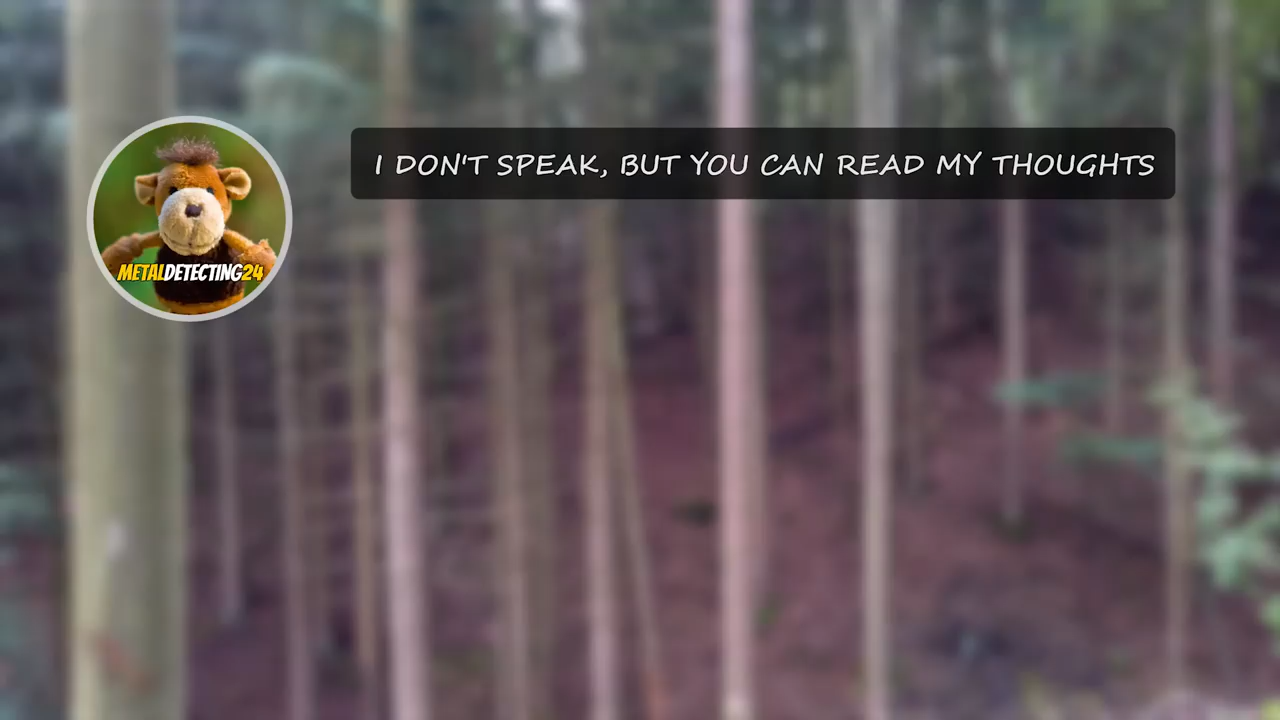 I DON'T SPEAK, BUT YOU CAN READ MY THOUGHTS
METALDETECTING24